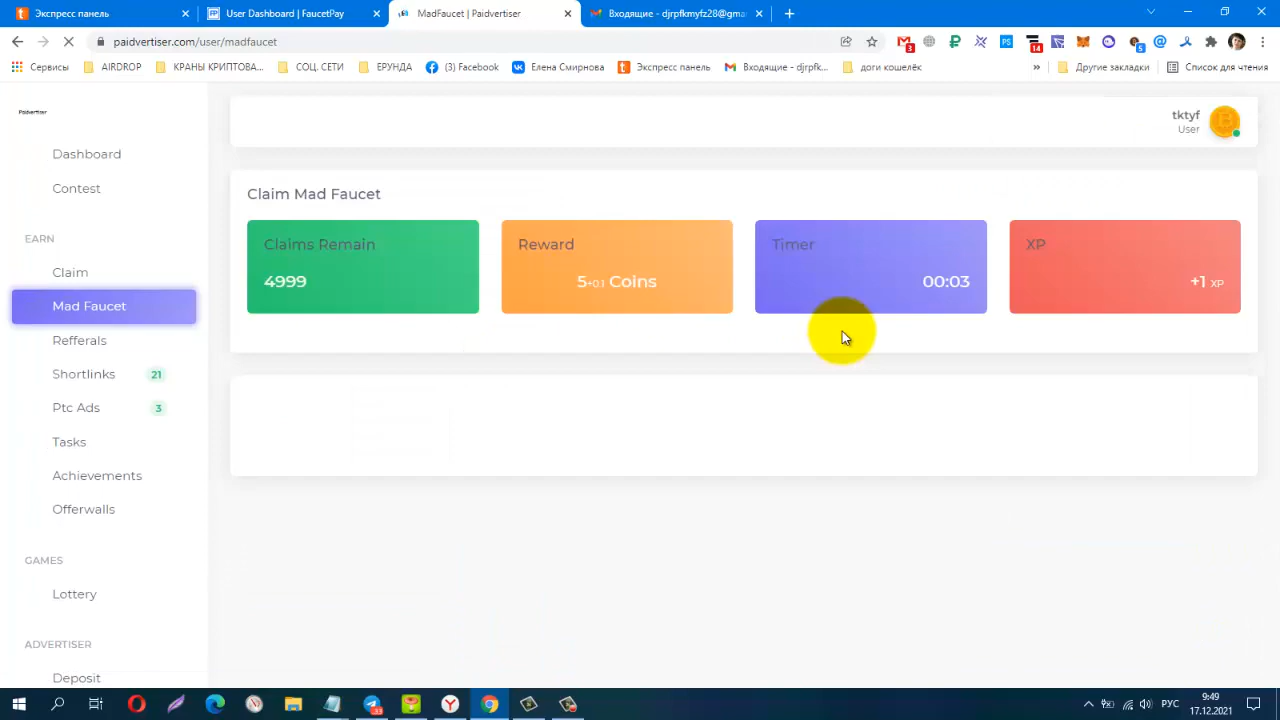 Экспресс панель
User Dashboard | FaucetPay
MadFaucet | Paidvertiser
Входящие - djrpfkmyfz28@gma
paidvertiser.com/user/madfaucet
3
14
5
Сервисы
AIRDROP
КРАНЫ КРИПТОВА...
СОЦ. СЕТИ
ЕРУНДА
(3) Facebook
Елена Смирнова
Экспресс панель
Входящие - djrpfk...
доги кошелёк
»
Другие закладки
Список для чтения
Paidvertiser
tktyf
User
Dashboard
Contest
EARN
Claim
Mad Faucet
Refferals
Shortlinks 21
Ptc Ads 3
Tasks
Achievements
Offerwalls
GAMES
Lottery
ADVERTISER
Deposit
Claim Mad Faucet
Claims Remain
4999
Reward
5+0.1 Coins
Timer
00:03
XP
+1 XP
РУС
9:49
17.12.2021